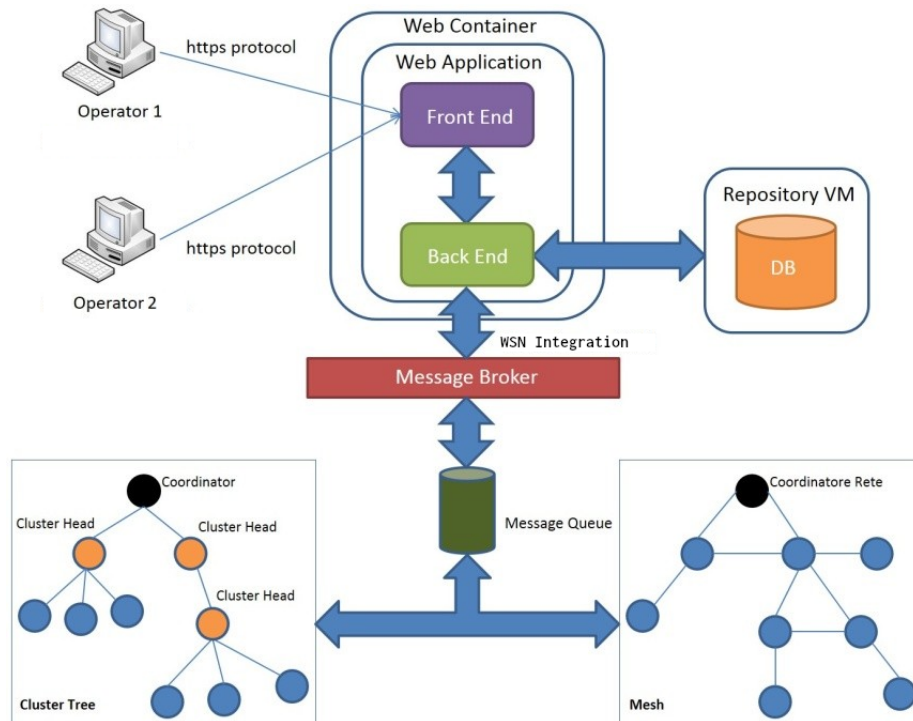 Web Container
https protocol
Web Application
Operator 1
Front End
Repository VM
https protocol
Back End
DB
Operator 2
WSN Integration
Message Broker
Coordinator
Coordinatore Rete
Cluster Head
Cluster Head
Message Queue
Cluster Head
Cluster Tree
Mesh